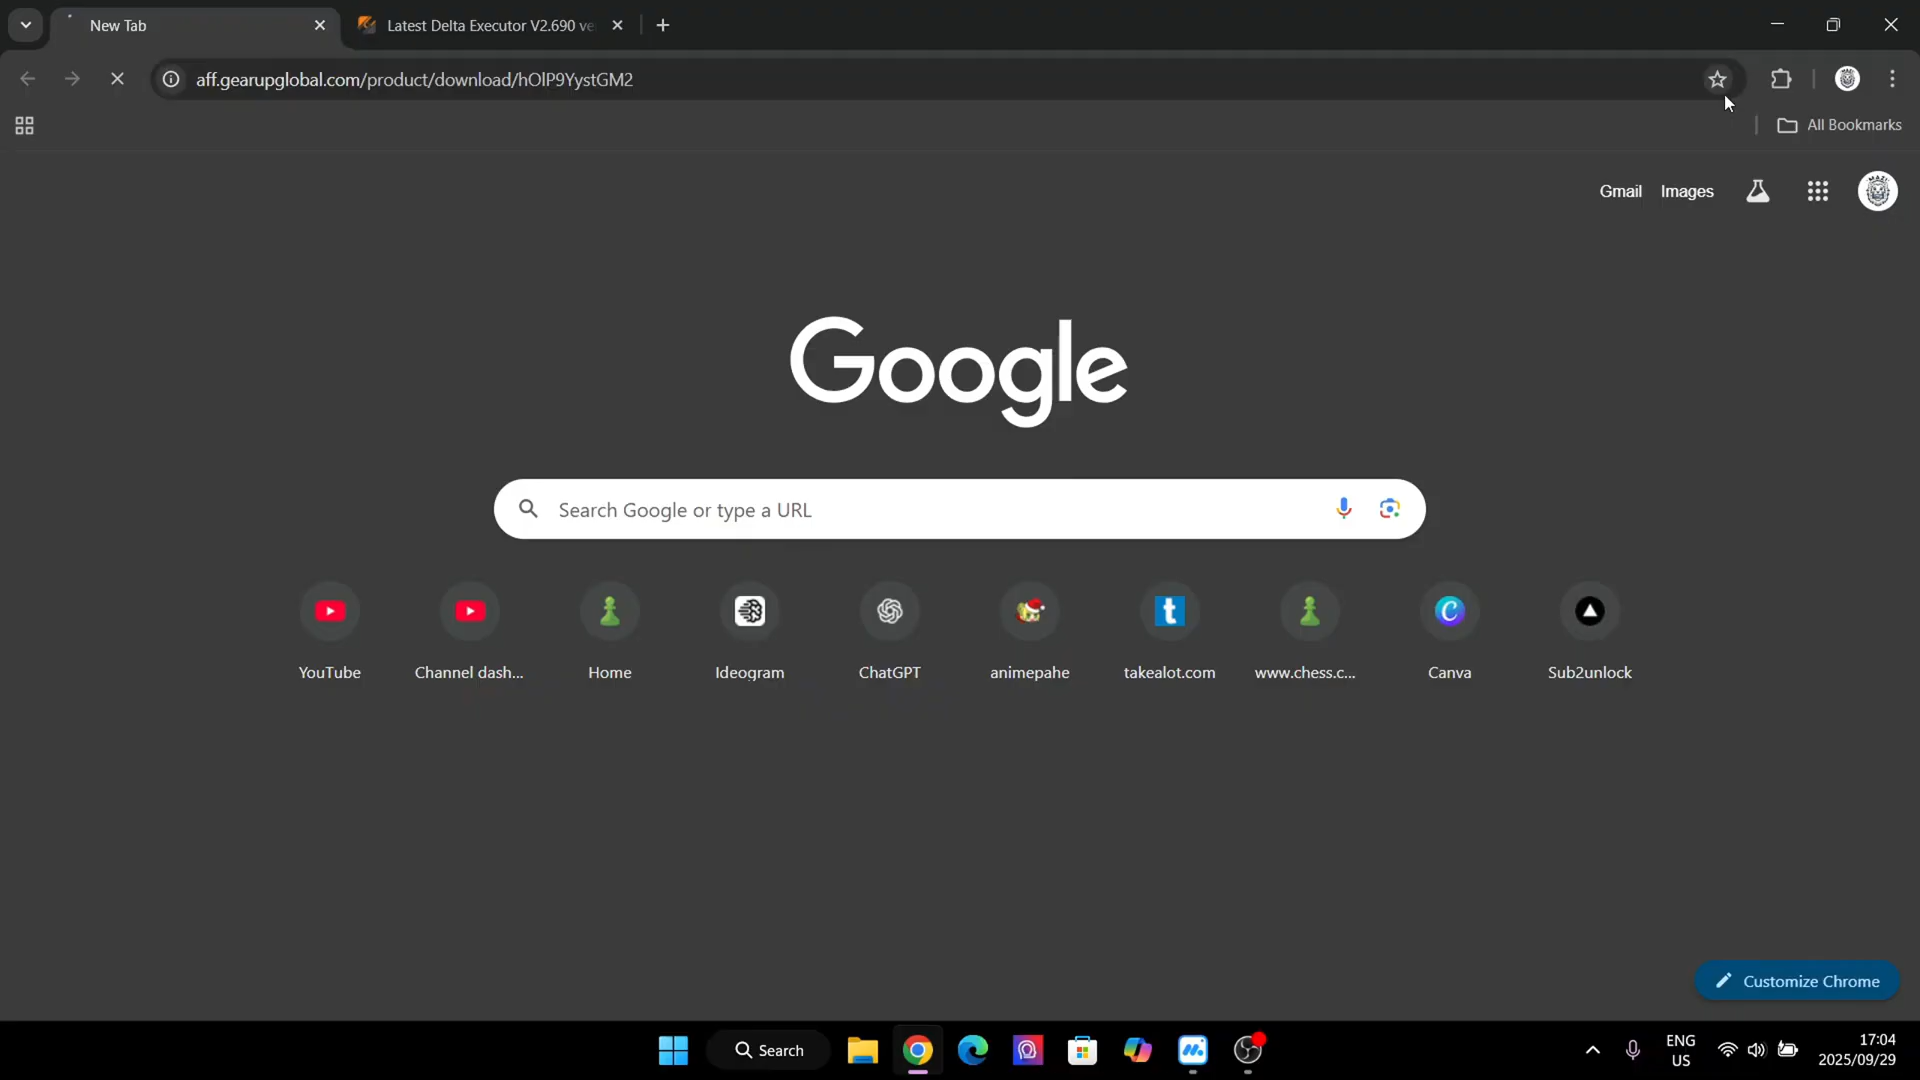 New Tab
Latest Delta Executor V2.690 ve
aff.gearupglobal.com/product/download/hOlP9YystGM2
All Bookmarks
Gmail
Images
Google
Search Google or type a URL
YouTube
Channel dash...
Home
Ideogram
ChatGPT
animepahe
takealot.com
www.chess.c...
Canva
Sub2unlock
Customize Chrome
Search
ENG
US
17:04
2025/09/29